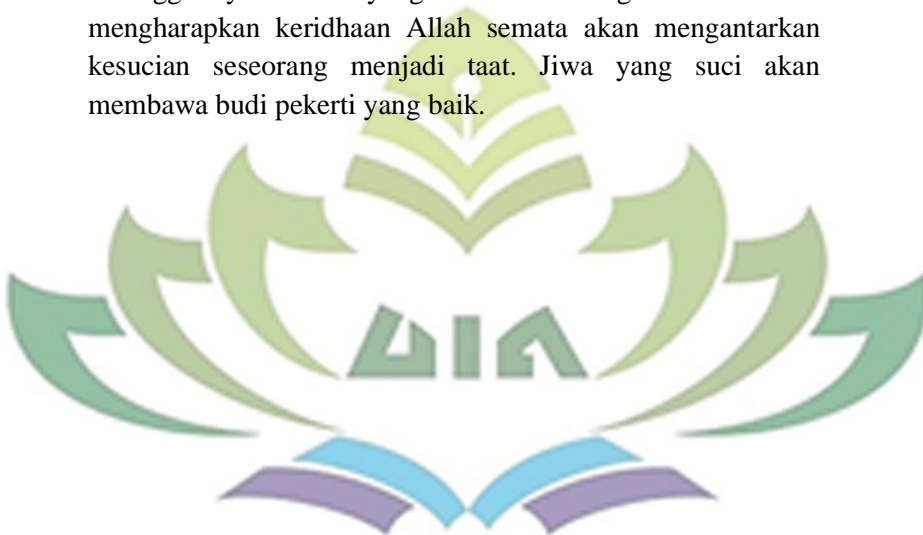 mengharapkan keridhaan Allah semata akan mengantarkan
kesucian seseorang menjadi taat. Jiwa yang suci akan
membawa budi pekerti yang baik.
UIN